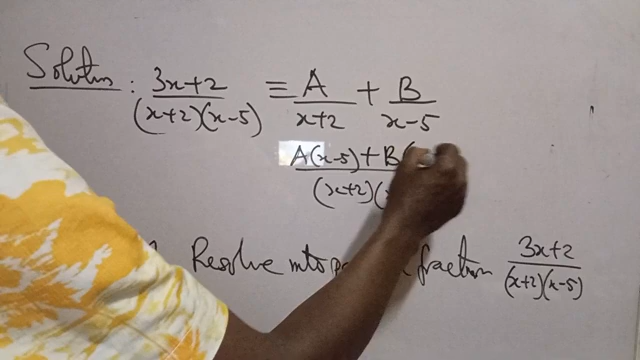 Solution: (3x+2)/((x+2)(x-5)) ≡ A/(x+2) + B/(x-5)
A(x-5) + B( / (x+2)(
Resolve into fraction (3x+2)/((x+2)(x-5))